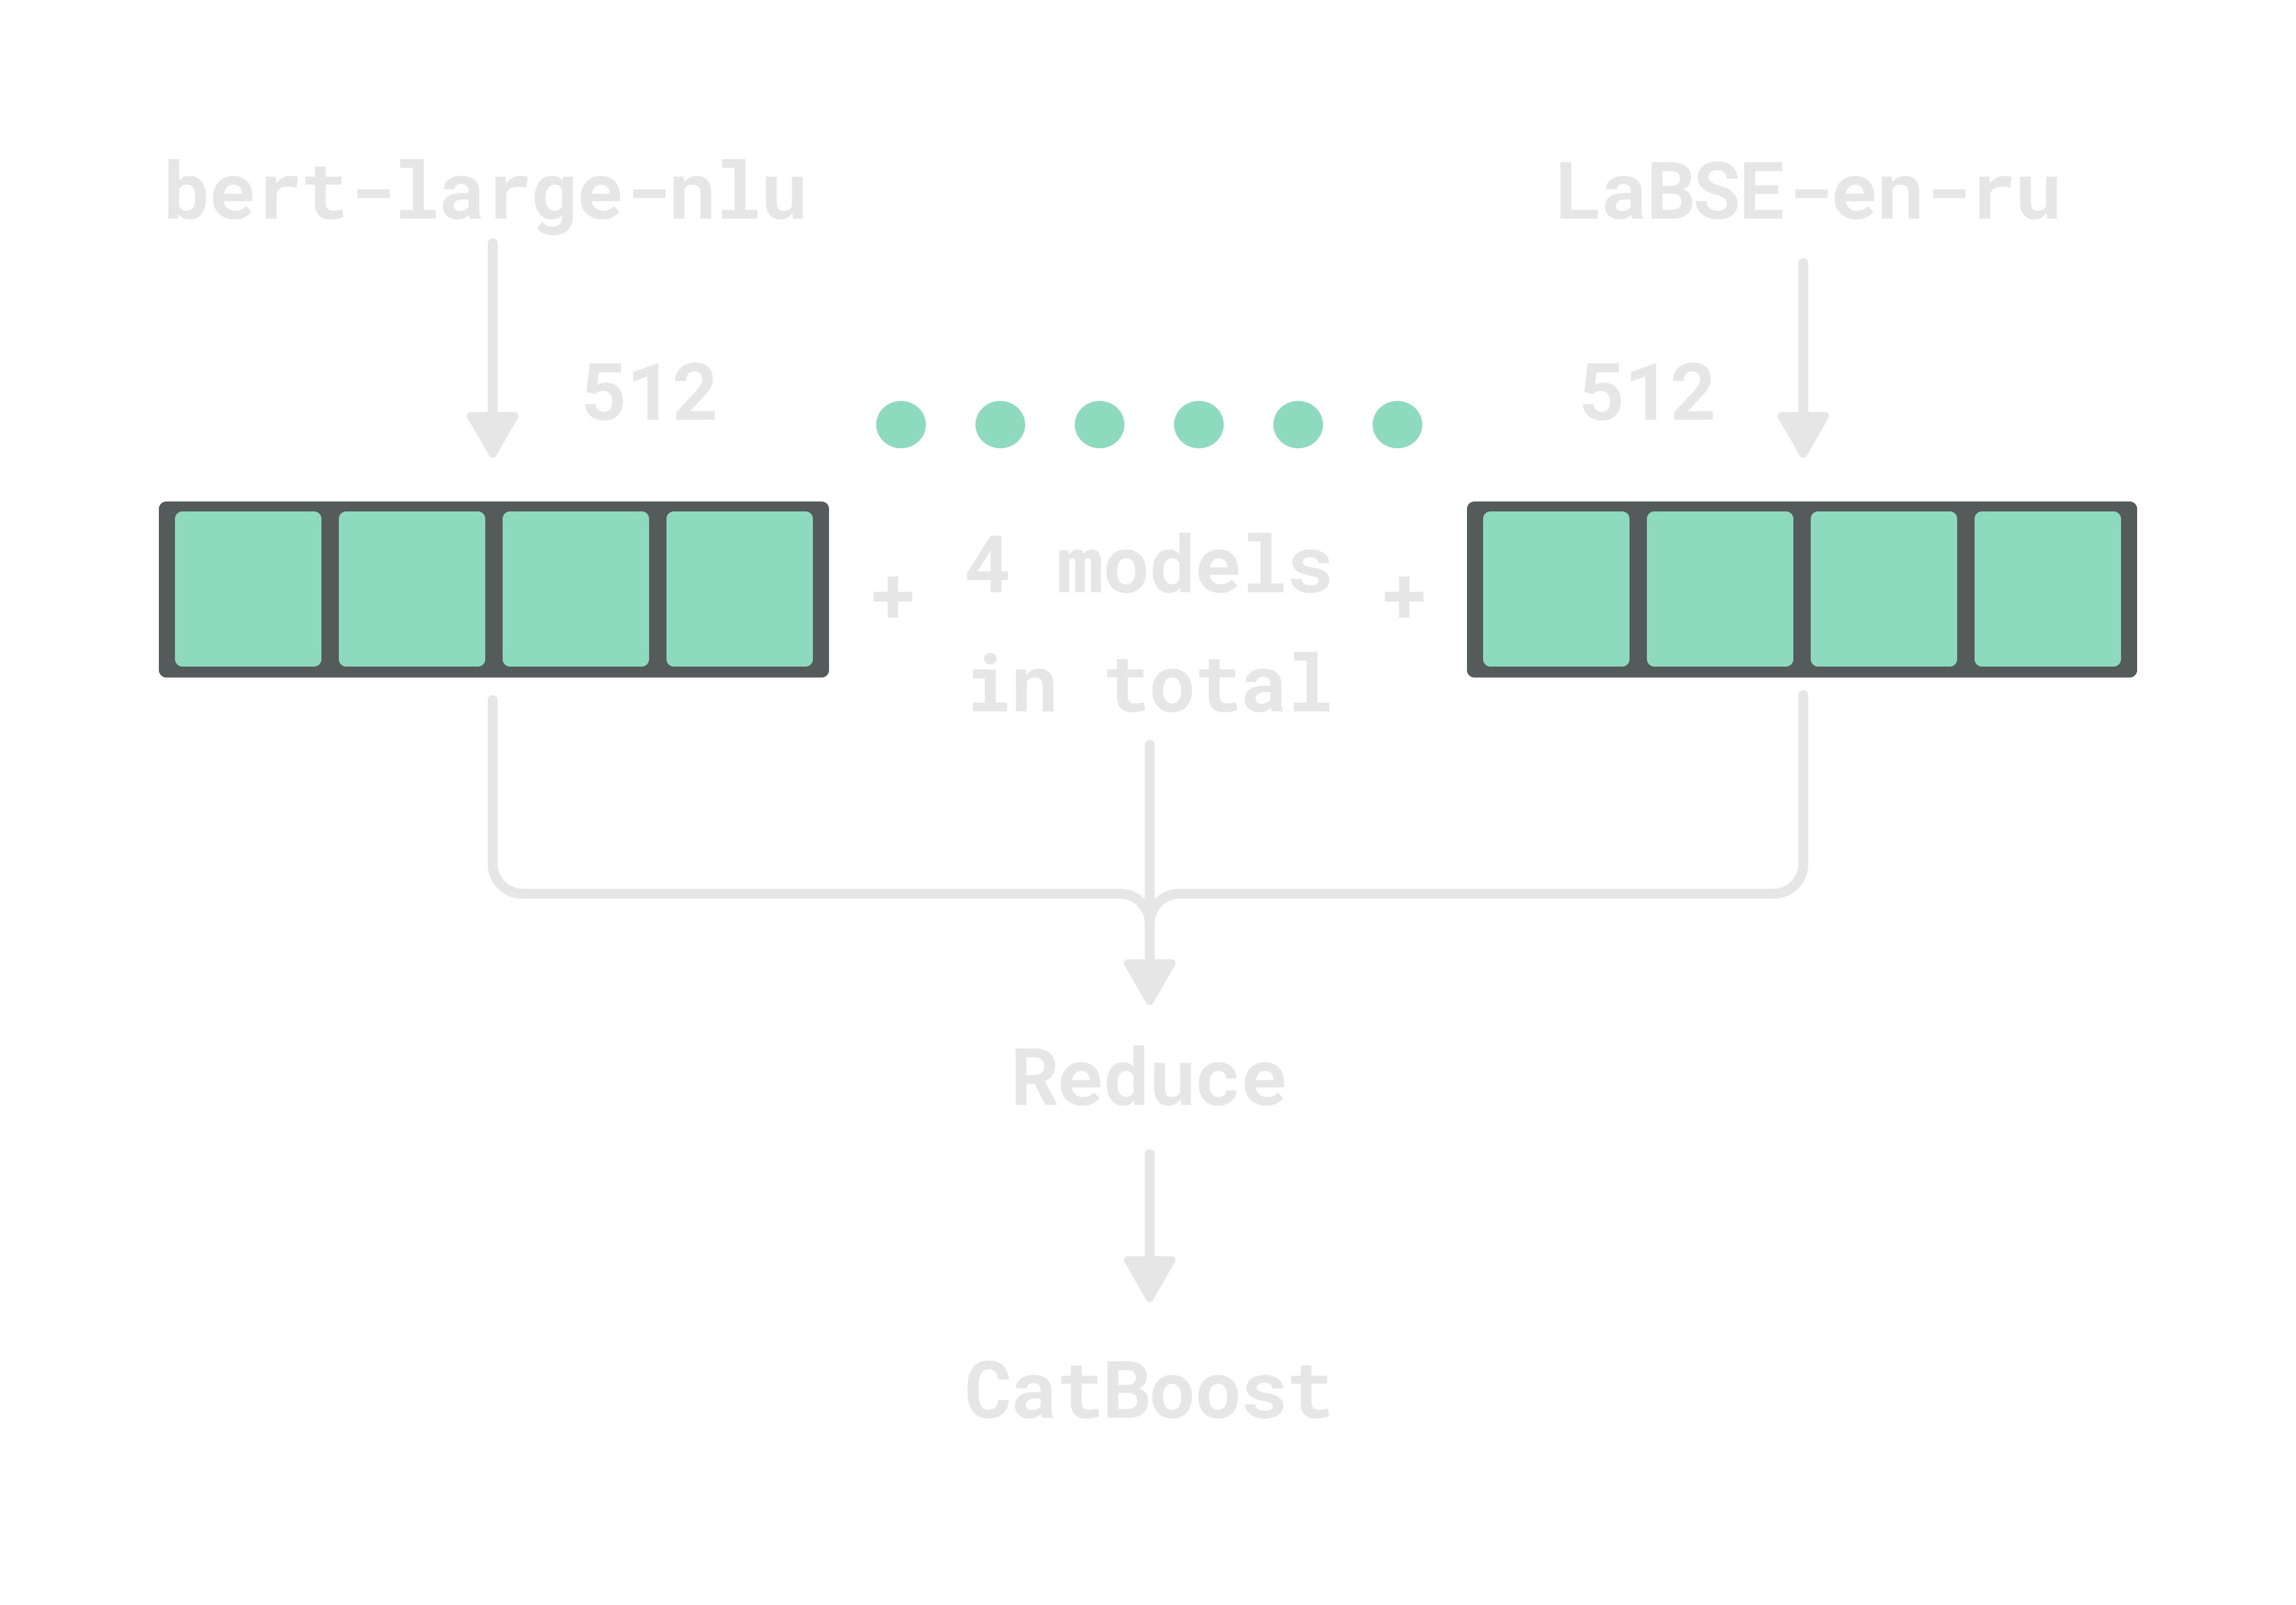 bert-large-nlu
LaBSE-en-ru
512
512
+
4 models
in total
+
Reduce
CatBoost